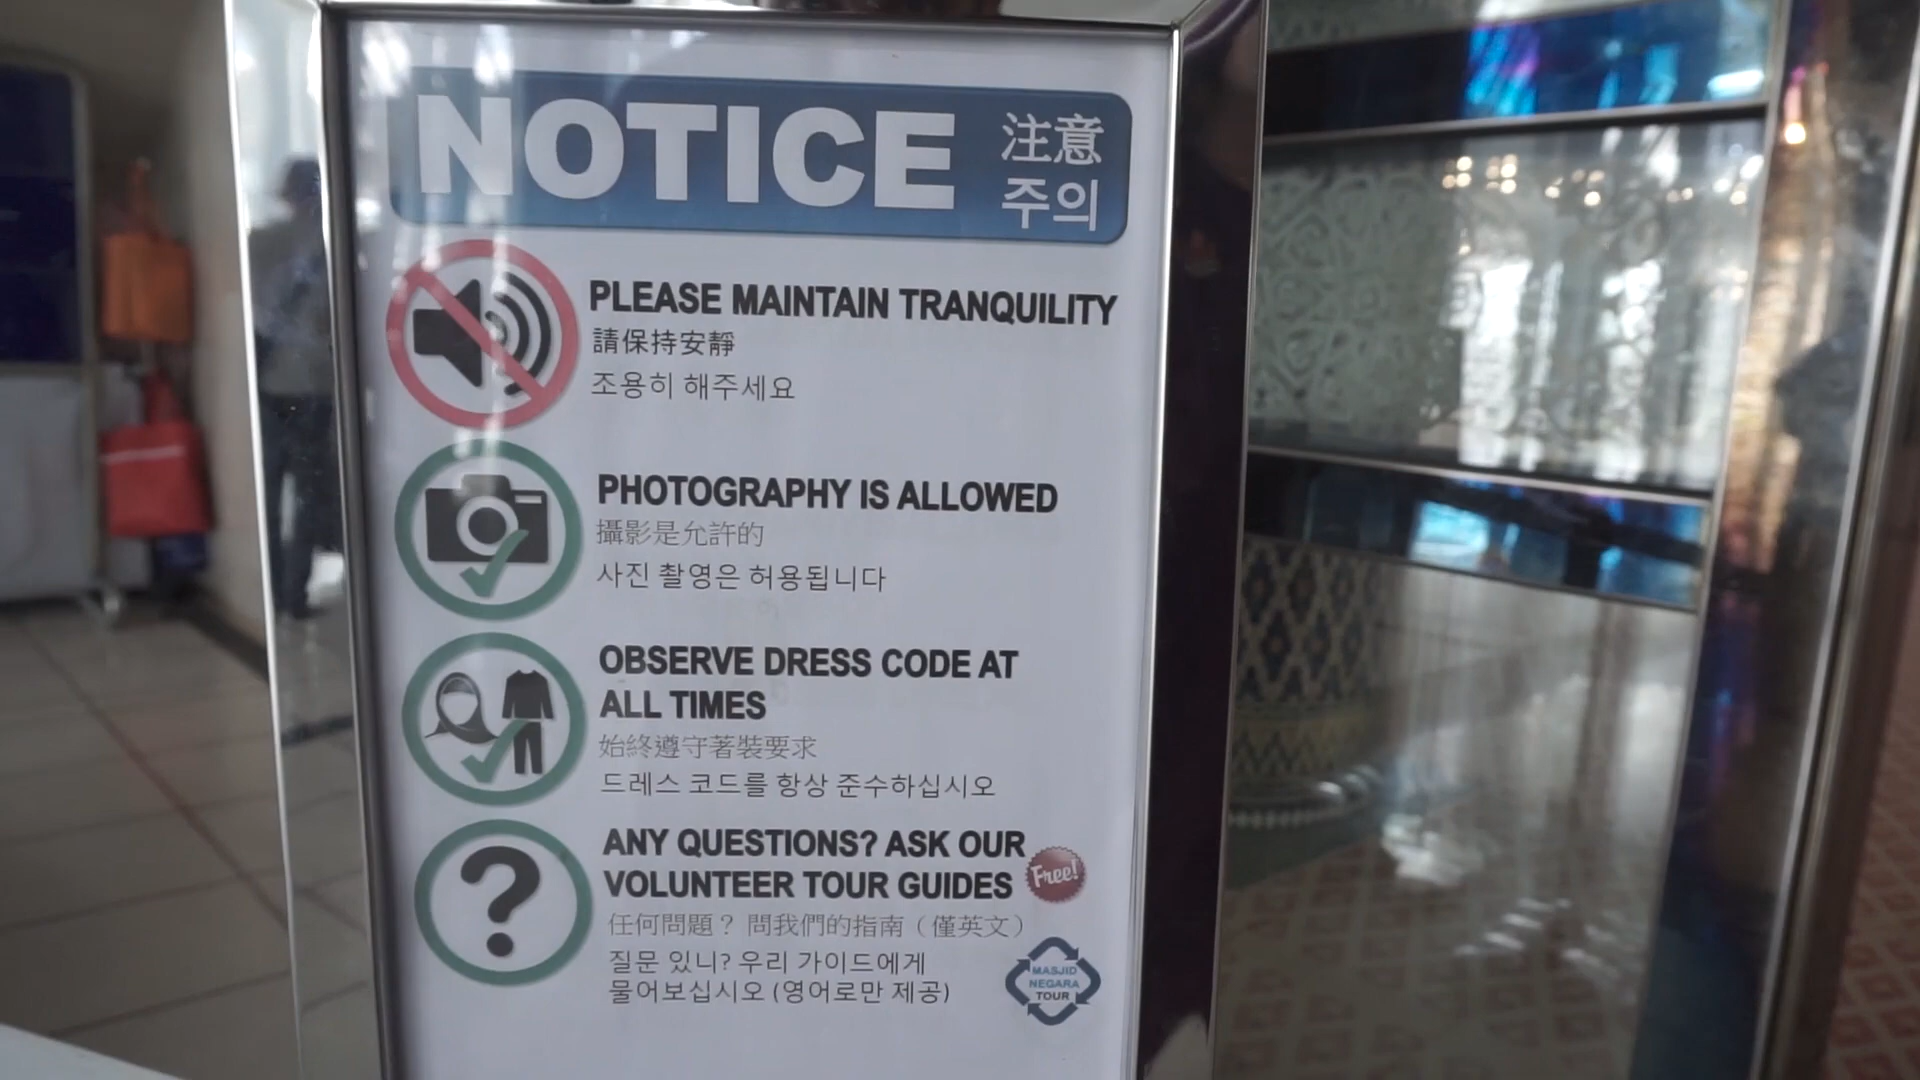 NOTICE
注意
주의
PLEASE MAINTAIN TRANQUILITY
請保持安靜
조용히 해주세요
PHOTOGRAPHY IS ALLOWED
攝影是允許的
사진 촬영은 허용됩니다
OBSERVE DRESS CODE AT
ALL TIMES
始終遵守著裝要求
드레스 코드를 항상 준수하십시오
ANY QUESTIONS? ASK OUR
VOLUNTEER TOUR GUIDES
Free!
任何問題？ 問我們的指南（僅英文）
질문 있니? 우리 가이드에게
물어보십시오 (영어로만 제공)
MASJID
NEGARA
TOUR